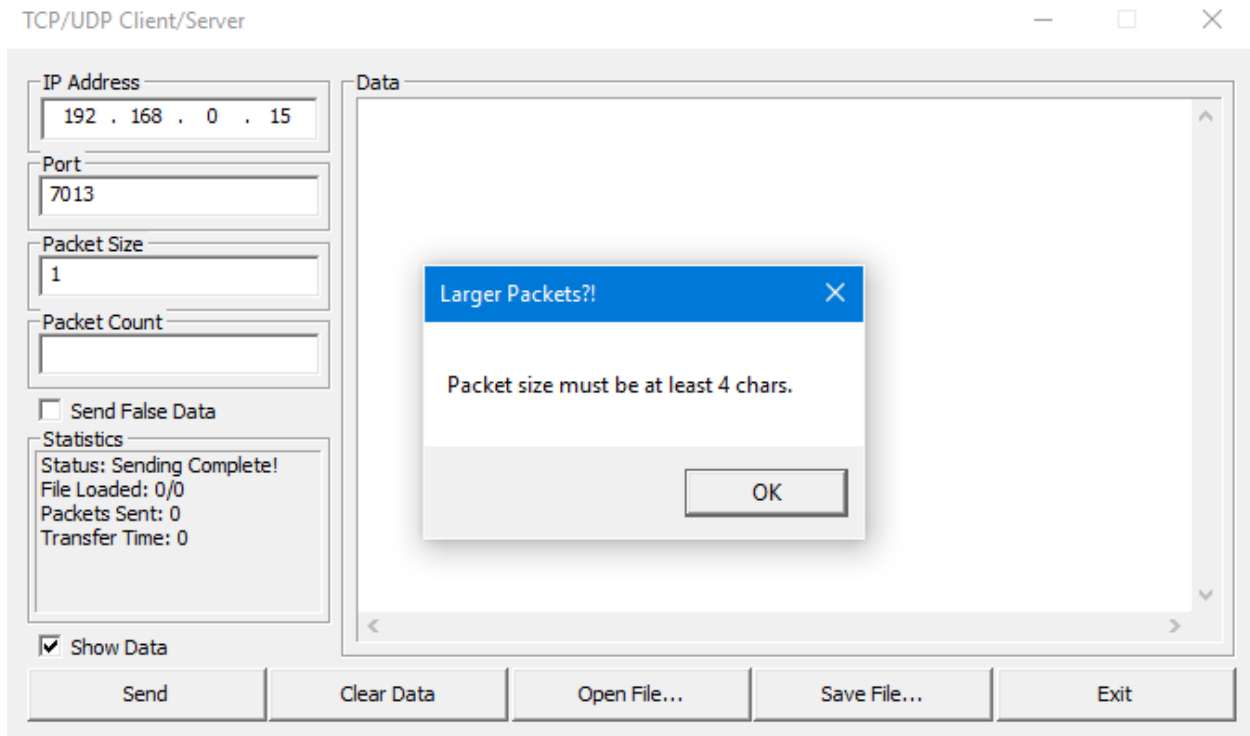 TCP/UDP Client/Server
IP Address
192 . 168 . 0 . 15
Port
7013
Packet Size
1
Packet Count
Send False Data
Statistics
Status: Sending Complete!
File Loaded: 0/0
Packets Sent: 0
Transfer Time: 0
Show Data
Data
Larger Packets?!
Packet size must be at least 4 chars.
OK
Send
Clear Data
Open File...
Save File...
Exit